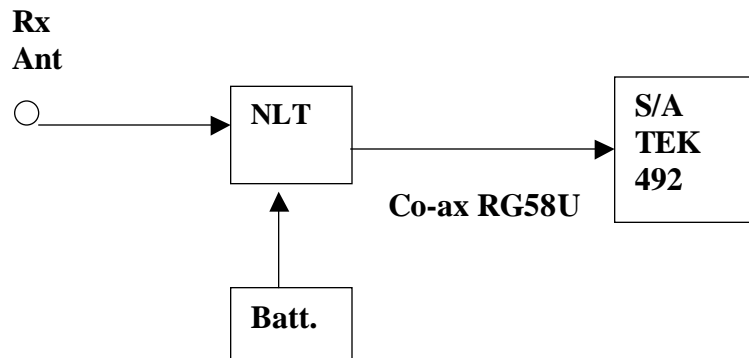 Rx
Ant
NLT
S/A
TEK
492
Co-ax RG58U
Batt.